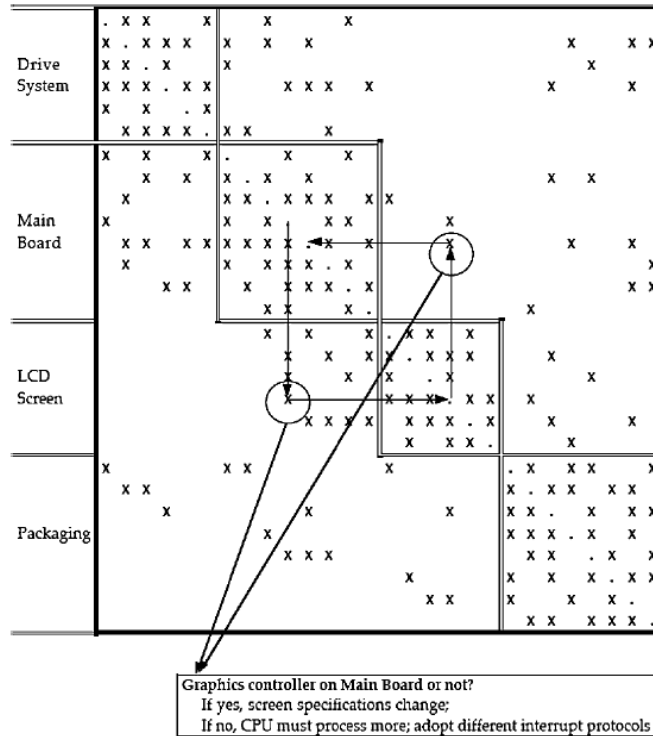 . X X X X X
X . X X X X X X X X X
Drive X X . X X X
System X X X . X X X X X X X X
X X . X
X X X X . X X X
X X X . X X
X X X . X X X X
X X . X X X X X
Main X X X . X X X
Board X X X X X X X X X . X X X X X
X X X X X . X X
X X X X X X . X X X
X X . X
X X X . X X X
X X X X . X X X X
LCD X X X . X
Screen X X X X . X X X X
X X X X X X X . X X X
X X X . X
X X X X . X X X X
X X X . X X X X
X X X X X . X X X
Packaging X X X X . X
X X X X X . X X
X X X X . X X
X X X X X .
X X X X X .
Graphics controller on Main Board or not?
If yes, screen specifications change;
If no, CPU must process more; adopt different interrupt protocols